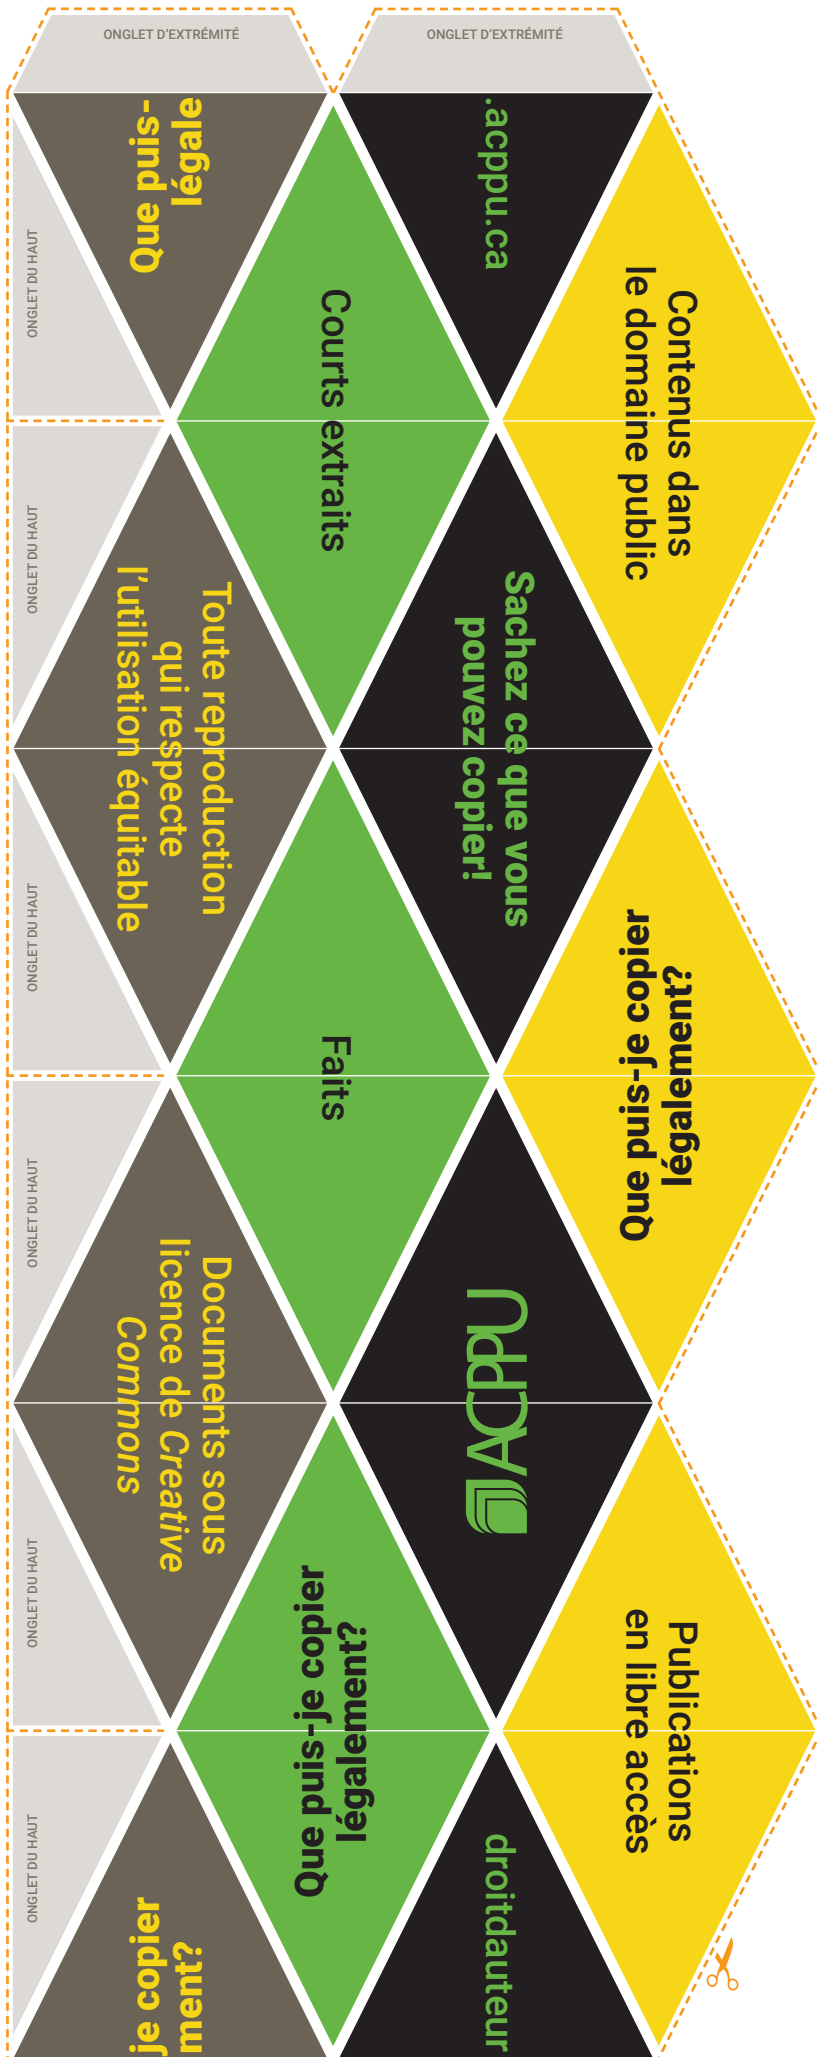 ONGLET D'EXTRÉMITÉ
ONGLET D'EXTRÉMITÉ
Que puis-
légale
.acppu.ca
ONGLET DU HAUT
Courts extraits
Contenus dans
le domaine public
ONGLET DU HAUT
Toute reproduction
qui respecte
l'utilisation équitable
Sachez ce que vous
pouvez copier!
ONGLET DU HAUT
Faits
Que puis-je copier
légalement?
ONGLET DU HAUT
Documents sous
licence de Creative
Commons
ACPPU
ONGLET DU HAUT
Que puis-je copier
légalement?
Publications
en libre accès
ONGLET DU HAUT
je copier
ment?
droitdauteur